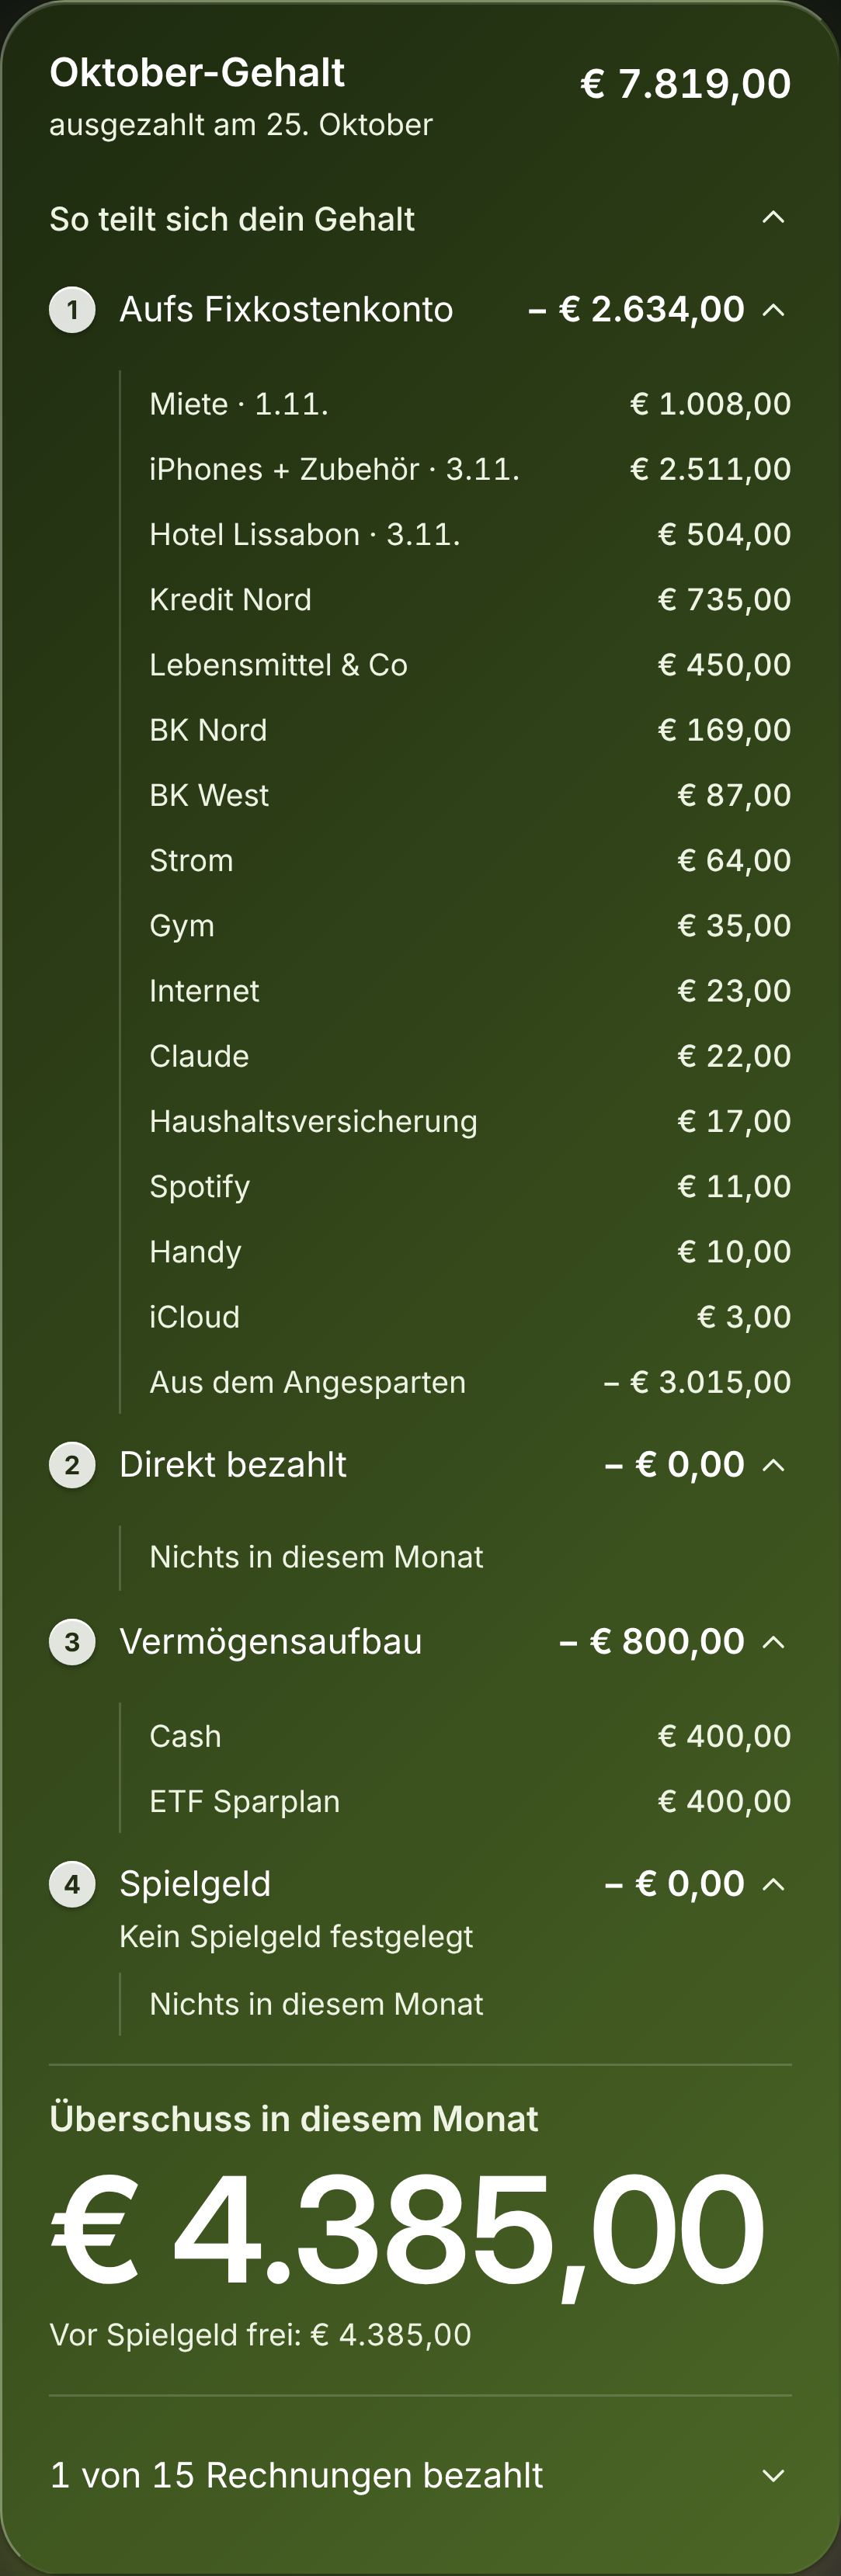 Oktober-Gehalt
€ 7.819,00
ausgezahlt am 25. Oktober
So teilt sich dein Gehalt
1 Aufs Fixkostenkonto – € 2.634,00
Miete · 1.11. € 1.008,00
iPhones + Zubehör · 3.11. € 2.511,00
Hotel Lissabon · 3.11. € 504,00
Kredit Nord € 735,00
Lebensmittel & Co € 450,00
BK Nord € 169,00
BK West € 87,00
Strom € 64,00
Gym € 35,00
Internet € 23,00
Claude € 22,00
Haushaltsversicherung € 17,00
Spotify € 11,00
Handy € 10,00
iCloud € 3,00
Aus dem Angesparten – € 3.015,00
2 Direkt bezahlt – € 0,00
Nichts in diesem Monat
3 Vermögensaufbau – € 800,00
Cash € 400,00
ETF Sparplan € 400,00
4 Spielgeld – € 0,00
Kein Spielgeld festgelegt
Nichts in diesem Monat
Überschuss in diesem Monat
€ 4.385,00
Vor Spielgeld frei: € 4.385,00
1 von 15 Rechnungen bezahlt